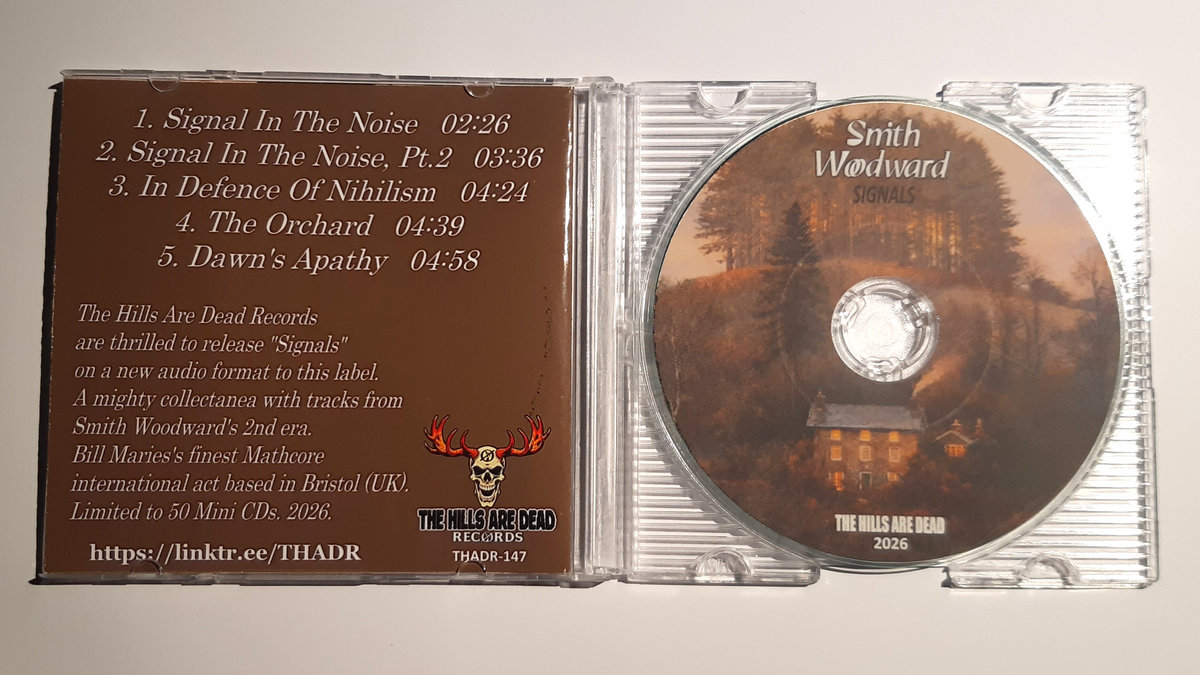 1. Signal In The Noise 02:26
2. Signal In The Noise, Pt.2 03:36
3. In Defence Of Nihilism 04:24
4. The Orchard 04:39
5. Dawn's Apathy 04:58
The Hills Are Dead Records
are thrilled to release "Signals"
on a new audio format to this label.
A mighty collectanea with tracks from
Smith Woodward's 2nd era.
Bill Maries's finest Mathcore
international act based in Bristol (UK).
Limited to 50 Mini CDs. 2026.
https://linktr.ee/THADR
THE HILLS ARE DEAD
RECORDS
THADR-147
Smith
Woodward
SIGNALS
THE HILLS ARE DEAD
2026